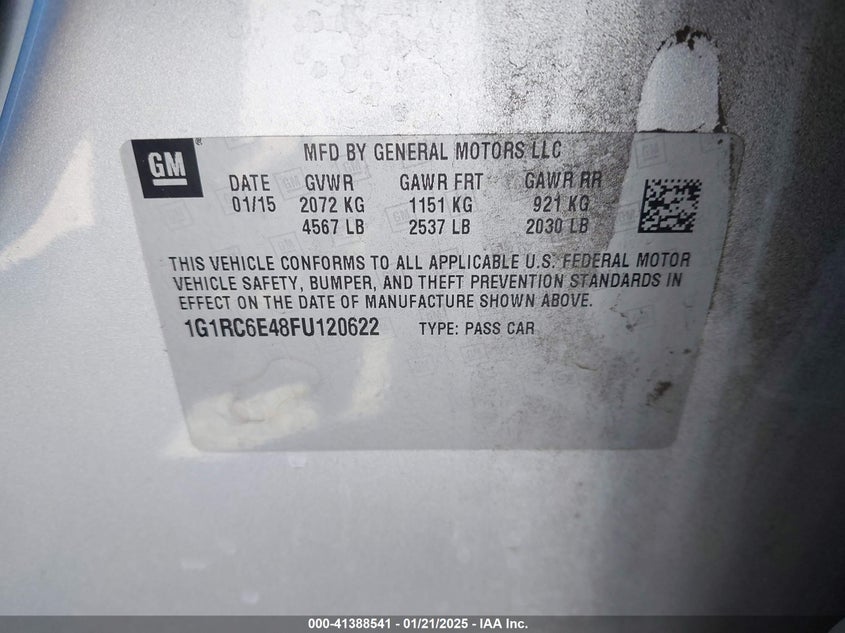 GM
MFD BY GENERAL MOTORS LLC
DATE GVWR GAWR FRT GAWR RR
01/15 2072 KG 1151 KG 921 KG
4567 LB 2537 LB 2030 LB
THIS VEHICLE CONFORMS TO ALL APPLICABLE U.S. FEDERAL MOTOR
VEHICLE SAFETY, BUMPER, AND THEFT PREVENTION STANDARDS IN
EFFECT ON THE DATE OF MANUFACTURE SHOWN ABOVE.
1G1RC6E48FU120622 TYPE: PASS CAR
000-41388541 - 01/21/2025 - IAA Inc.